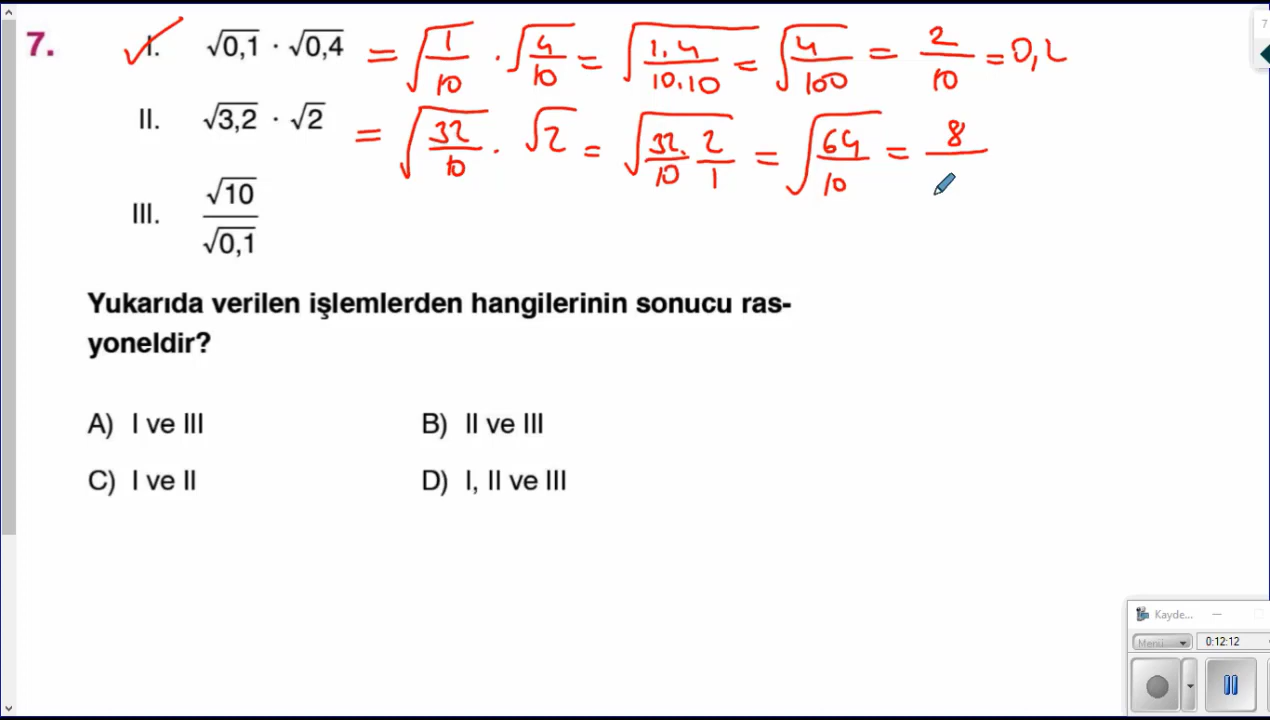 7. I. √0,1 · √0,4 = √(1/10) · √(4/10) = √(1.4/10.10) = √(4/100) = 2/10 = 0,2
II. √3,2 · √2 = √(32/10) · √2 = √(32/10 · 2/1) = √(64/10) = 8/
III. √10/√0,1
Yukarıda verilen işlemlerden hangilerinin sonucu ras-
yoneldir?
A) I ve III B) II ve III
C) I ve II D) I, II ve III
7
Kayde...
Menü
0:12:12